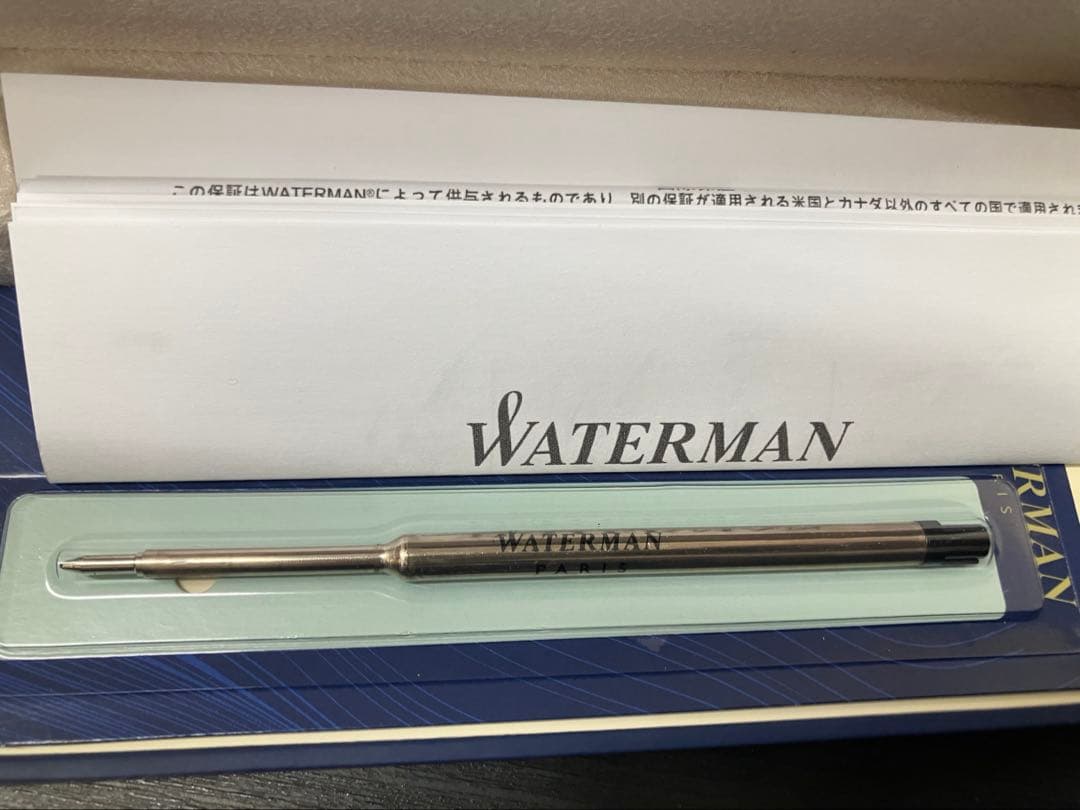 この保証はWATERMAN®によって供与されるものであり、別の保証が適用される米国とカナダ以外のすべての国で適用され
WATERMAN
WATERMAN
PARIS
RIS
RMAN